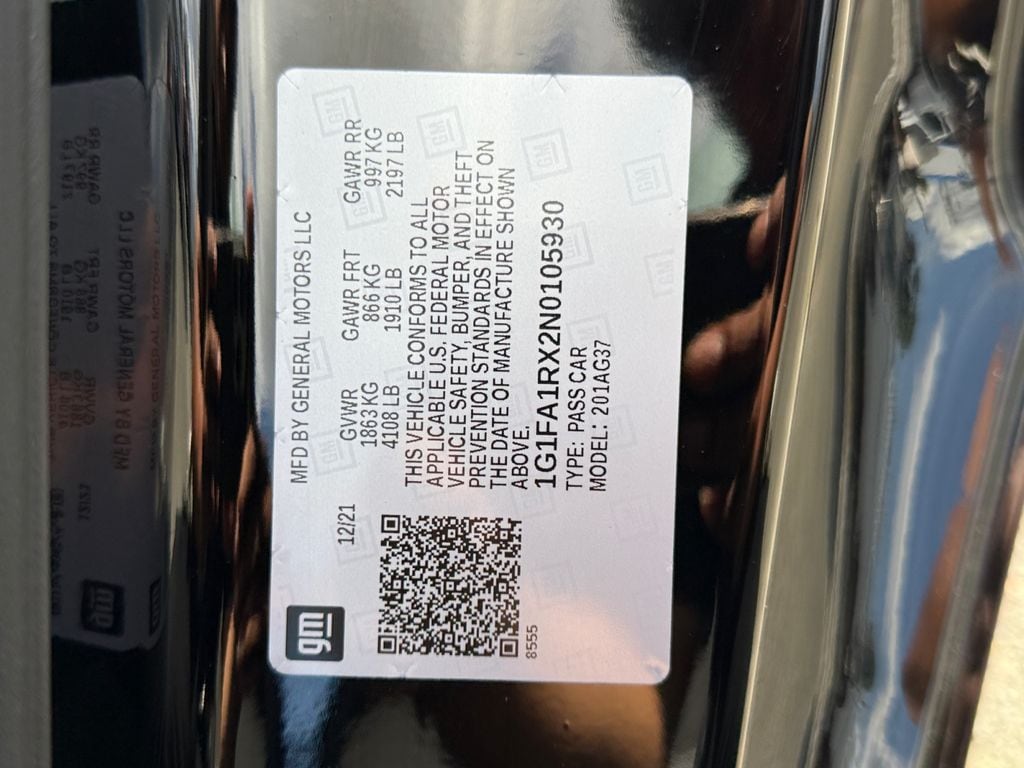 gm
MFD BY GENERAL MOTORS LLC
12/21
GVWR GAWR FRT GAWR RR
1863 KG 866 KG 997 KG
4108 LB 1910 LB 2197 LB
THIS VEHICLE CONFORMS TO ALL
APPLICABLE U.S. FEDERAL MOTOR
VEHICLE SAFETY, BUMPER, AND THEFT
PREVENTION STANDARDS IN EFFECT ON
THE DATE OF MANUFACTURE SHOWN
ABOVE.
1G1FA1RX2N0105930
TYPE: PASS CAR
MODEL: 201AG37
8555